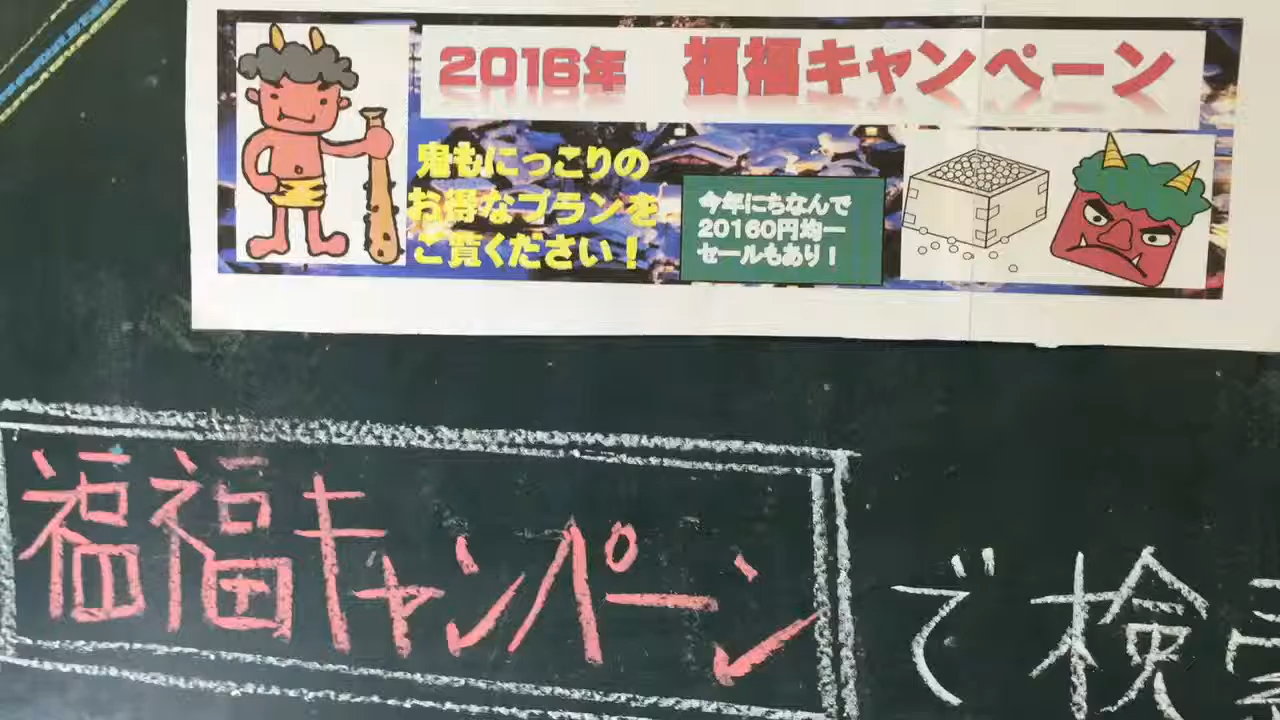 2016年 福福キャンペーン
鬼もにっこりの
お得なプランを
ご覧ください！
今年にちなんで
20160円均一
セールもあり！
福福キャンペーン
で検索